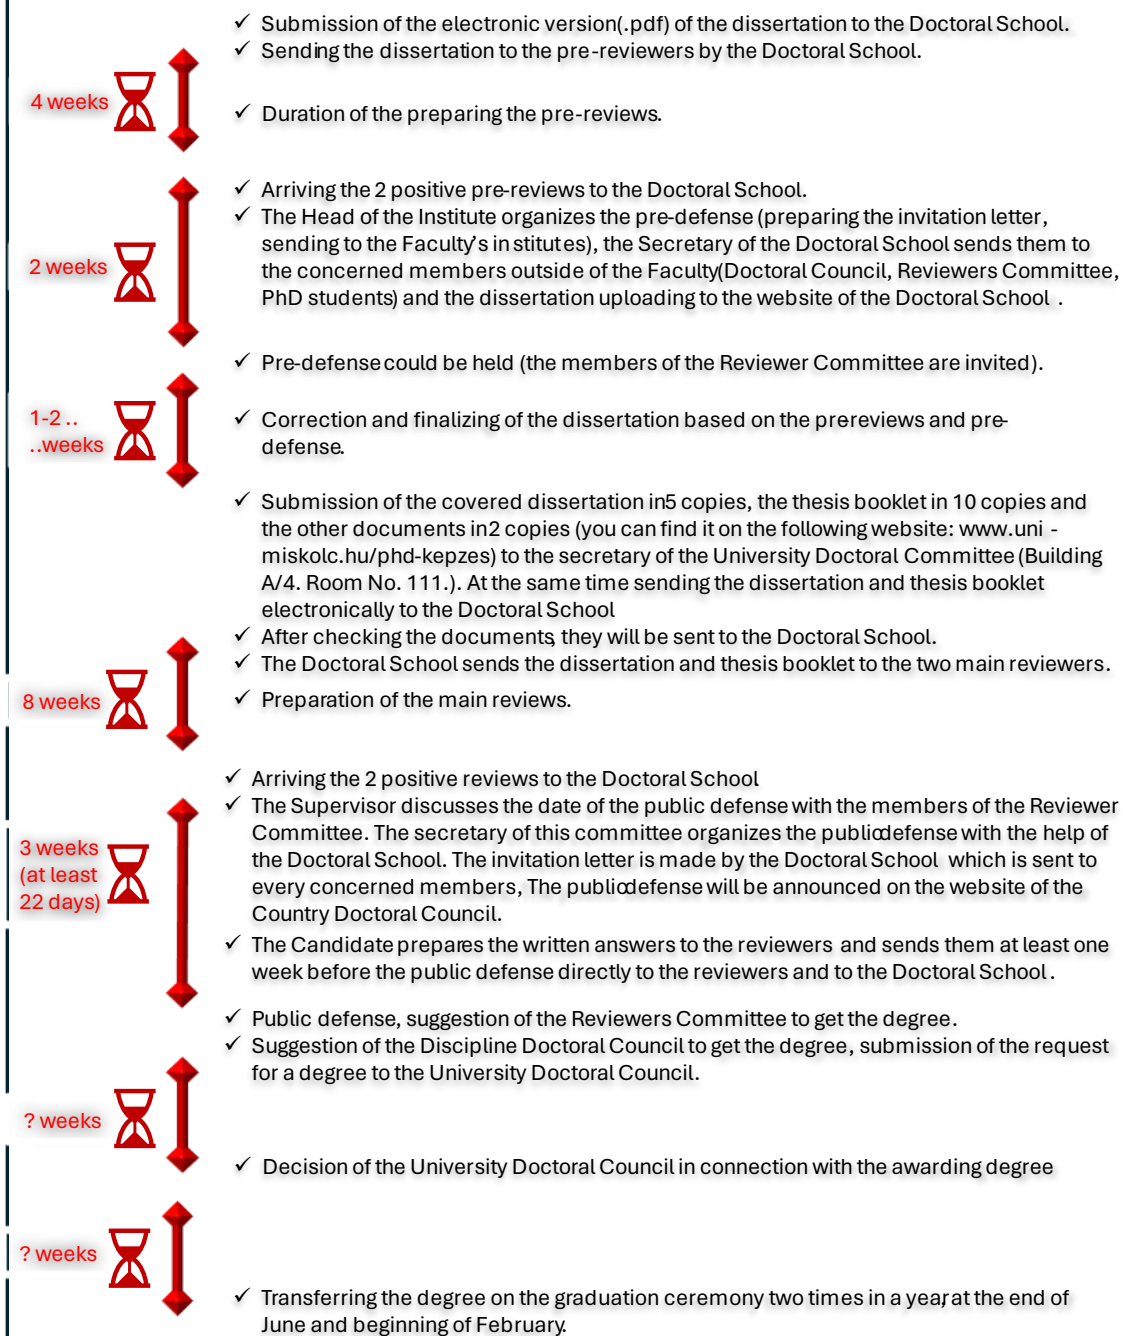 ✓ Submission of the electronic version(.pdf) of the dissertation to the Doctoral School.
✓ Sending the dissertation to the pre-reviewers by the Doctoral School.
4 weeks
✓ Duration of the preparing the pre-reviews.
✓ Arriving the 2 positive pre-reviews to the Doctoral School.
✓ The Head of the Institute organizes the pre-defense (preparing the invitation letter,
sending to the Faculty's institutes), the Secretary of the Doctoral School sends them to
2 weeks
the concerned members outside of the Faculty(Doctoral Council, Reviewers Committee,
PhD students) and the dissertation uploading to the website of the Doctoral School .
✓ Pre-defense could be held (the members of the Reviewer Committee are invited).
1-2 ..
..weeks
✓ Correction and finalizing of the dissertation based on the prereviews and pre-
defense.
✓ Submission of the covered dissertation in5 copies, the thesis booklet in 10 copies and
the other documents in2 copies (you can find it on the following website: www.uni -
miskolc.hu/phd-kepzes) to the secretary of the University Doctoral Committee (Building
A/4. Room No. 111.). At the same time sending the dissertation and thesis booklet
electronically to the Doctoral School
✓ After checking the documents, they will be sent to the Doctoral School.
✓ The Doctoral School sends the dissertation and thesis booklet to the two main reviewers.
8 weeks
✓ Preparation of the main reviews.
✓ Arriving the 2 positive reviews to the Doctoral School
✓ The Supervisor discusses the date of the public defense with the members of the Reviewer
Committee. The secretary of this committee organizes the public defense with the help of
3 weeks
(at least
22 days)
the Doctoral School. The invitation letter is made by the Doctoral School which is sent to
every concerned members, The public defense will be announced on the website of the
Country Doctoral Council.
✓ The Candidate prepares the written answers to the reviewers and sends them at least one
week before the public defense directly to the reviewers and to the Doctoral School .
✓ Public defense, suggestion of the Reviewers Committee to get the degree.
✓ Suggestion of the Discipline Doctoral Council to get the degree, submission of the request
for a degree to the University Doctoral Council.
? weeks
✓ Decision of the University Doctoral Council in connection with the awarding degree
? weeks
✓ Transferring the degree on the graduation ceremony two times in a year, at the end of
June and beginning of February.